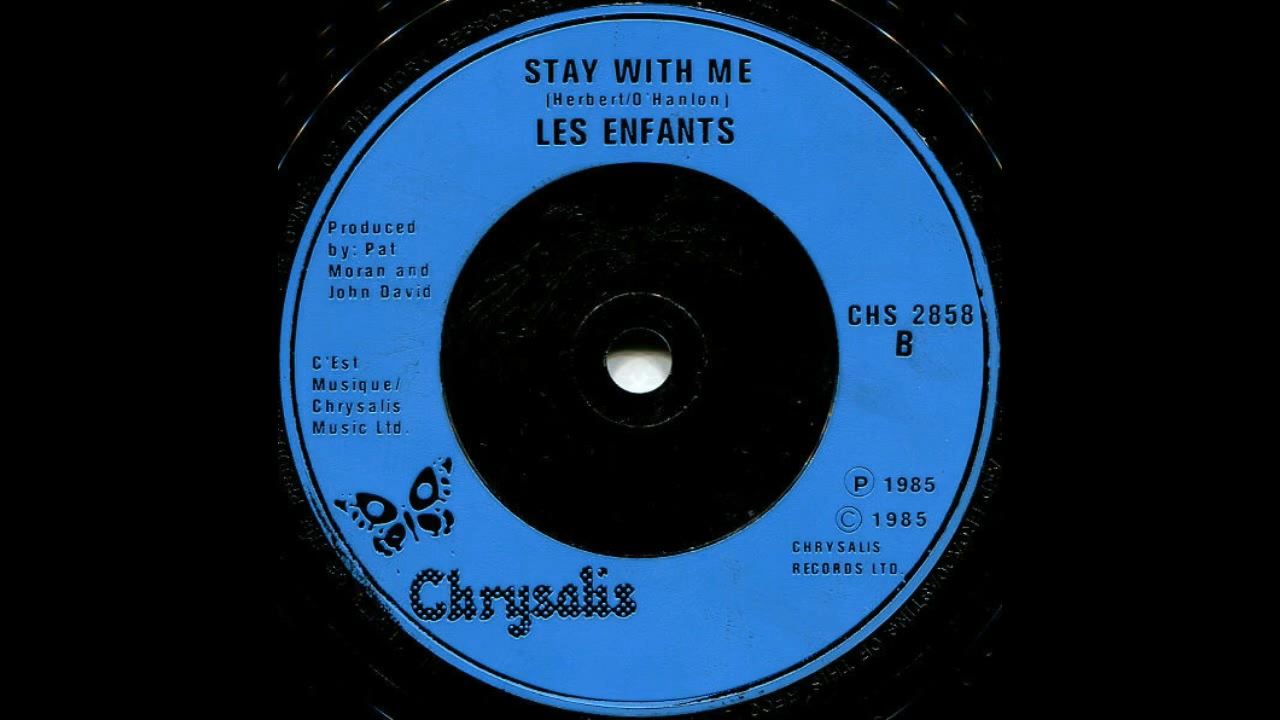 STAY WITH ME
(Herbert/O'Hanlon)
LES ENFANTS
Produced
by: Pat
Moran and
John David
CHS 2858
B
C'Est
Musique/
Chrysalis
Music Ltd.
Ⓟ 1985
© 1985
CHRYSALIS
RECORDS LTD.
Chrysalis